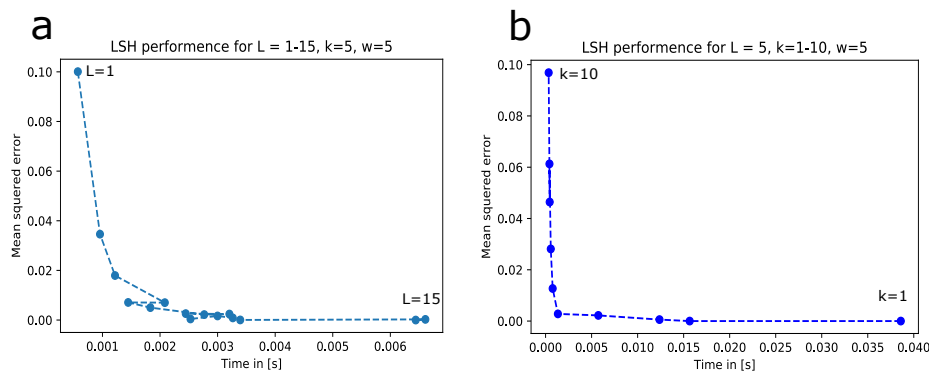 a
LSH performence for L = 1-15, k=5, w=5
L=1
L=15
Mean squered error
0.10
0.08
0.06
0.04
0.02
0.00
0.001 0.002 0.003 0.004 0.005 0.006
Time in [s]
b
LSH performence for L = 5, k=1-10, w=5
k=10
k=1
Mean squered error
0.10
0.08
0.06
0.04
0.02
0.00
0.000 0.005 0.010 0.015 0.020 0.025 0.030 0.035 0.040
Time in [s]